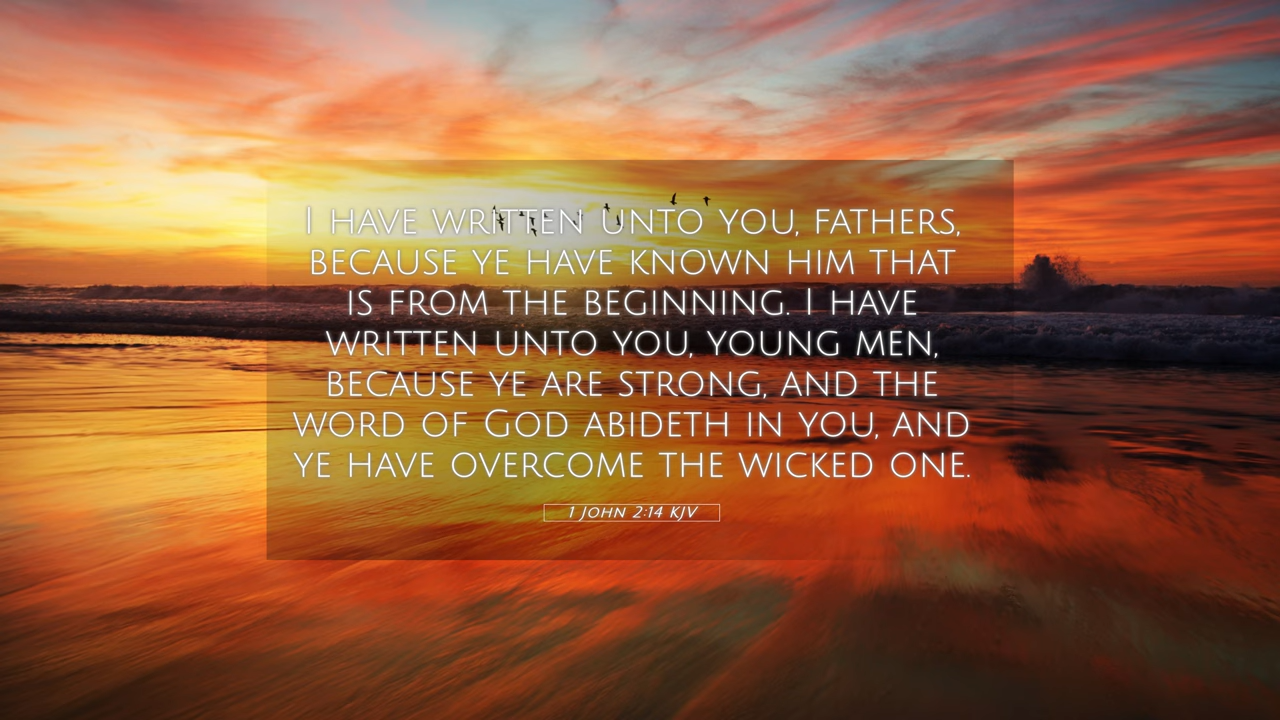 I have written unto you, fathers,
because ye have known him that
is from the beginning. I have
written unto you, young men,
because ye are strong, and the
word of God abideth in you, and
ye have overcome the wicked one.
1 John 2:14 KJV